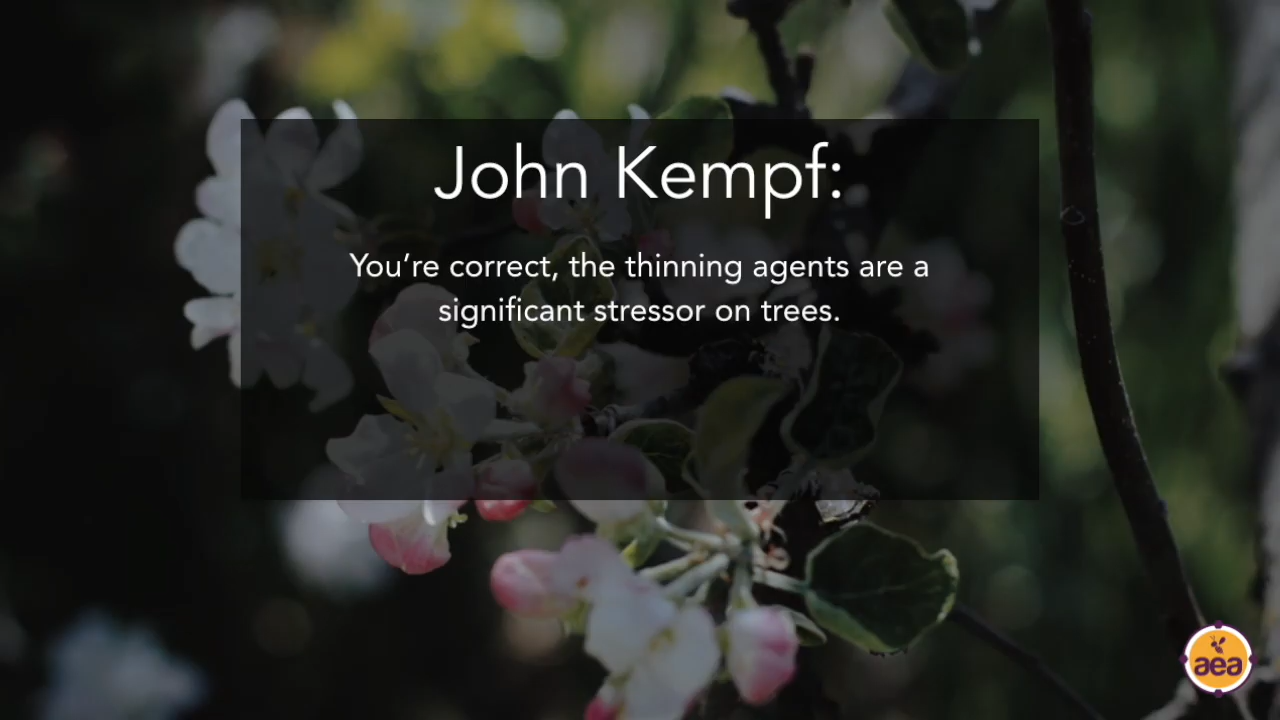 John Kempf:
You’re correct, the thinning agents are a
significant stressor on trees.
aea